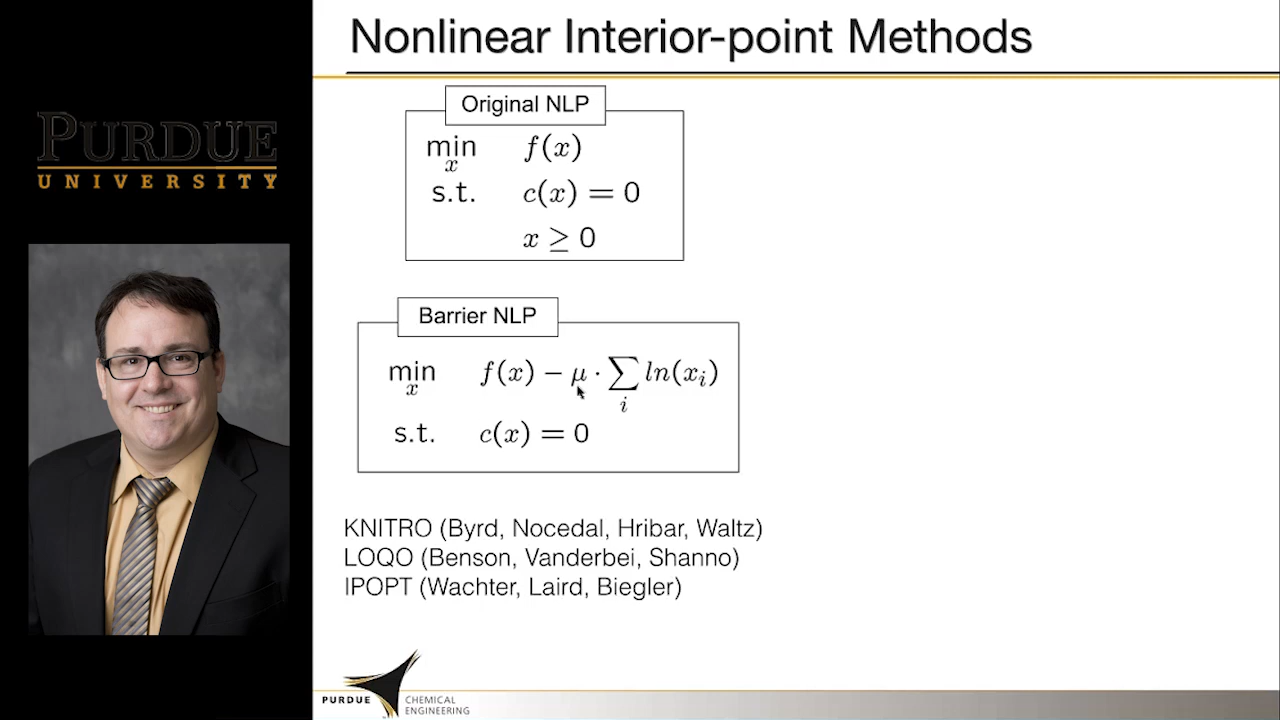 PURDUE
UNIVERSITY
Nonlinear Interior-point Methods
Original NLP
min x f(x)
s.t. c(x) = 0
x ≥ 0
Barrier NLP
min x f(x) − μ · ∑ i ln(xi)
s.t. c(x) = 0
KNITRO (Byrd, Nocedal, Hribar, Waltz)
LOQO (Benson, Vanderbei, Shanno)
IPOPT (Wachter, Laird, Biegler)
PURDUE
CHEMICAL
ENGINEERING